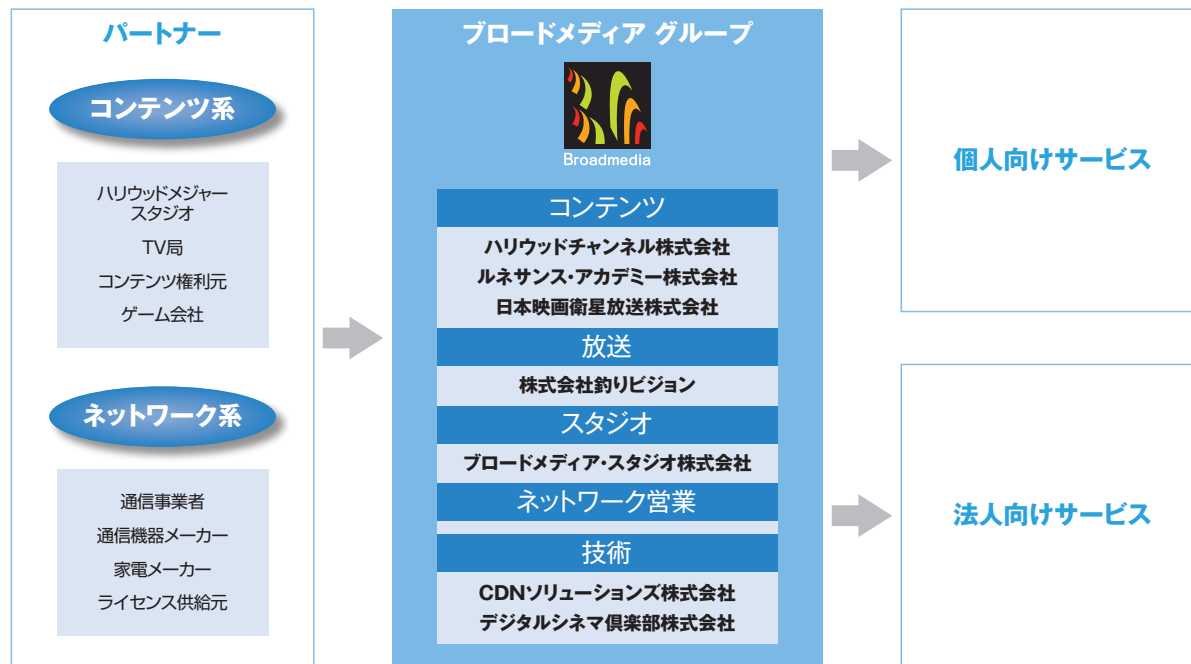 パートナー
コンテンツ系
ハリウッドメジャー
スタジオ
TV局
コンテンツ権利元
ゲーム会社
ネットワーク系
通信事業者
通信機器メーカー
家電メーカー
ライセンス供給元
ブロードメディア グループ
Broadmedia
コンテンツ
ハリウッドチャンネル株式会社
ルネサンス・アカデミー株式会社
日本映画衛星放送株式会社
放送
株式会社釣りビジョン
スタジオ
ブロードメディア・スタジオ株式会社
ネットワーク営業
技術
CDNソリューションズ株式会社
デジタルシネマ倶楽部株式会社
個人向けサービス
法人向けサービス